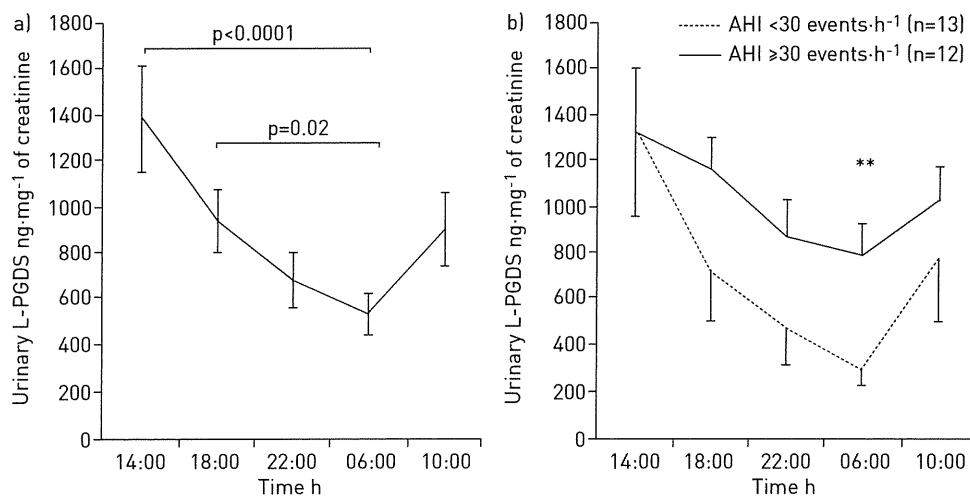 a)
Urinary L-PGDS ng·mg⁻¹ of creatinine
1800
1600
1400
1200
1000
800
600
400
200
0
p<0.0001
p=0.02
14:00 18:00 22:00 06:00 10:00
Time h
b)
Urinary L-PGDS ng·mg⁻¹ of creatinine
1800
1600
1400
1200
1000
800
600
400
200
0
AHI <30 events·h⁻¹ (n=13)
AHI ≥30 events·h⁻¹ (n=12)
**
14:00 18:00 22:00 06:00 10:00
Time h